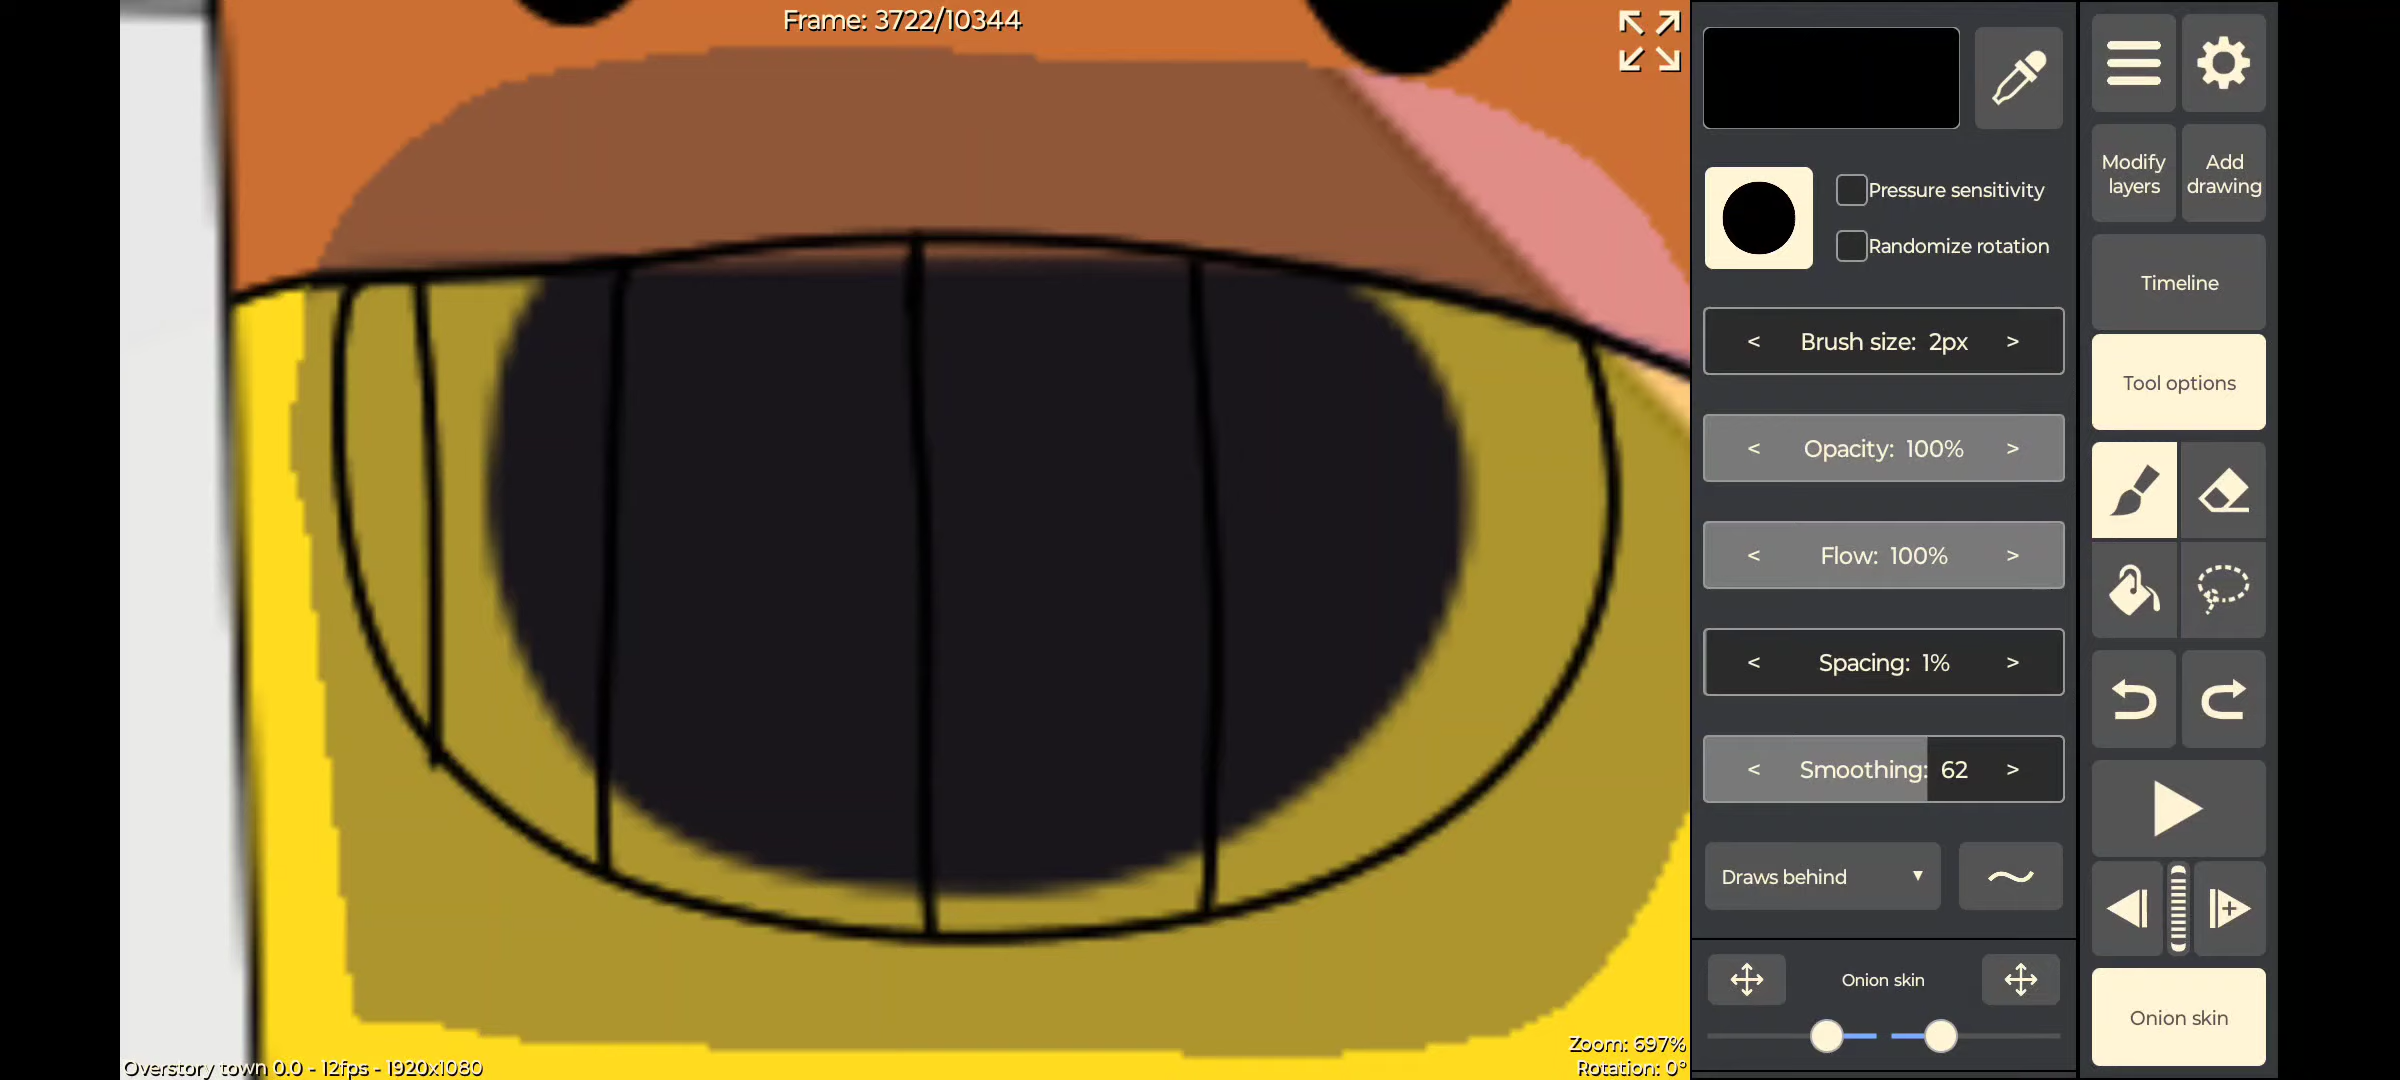 Frame: 3722/10344
Pressure sensitivity
Randomize rotation
< Brush size: 2px >
< Opacity: 100% >
< Flow: 100% >
< Spacing: 1% >
< Smoothing: 62 >
Draws behind
Onion skin
Modify layers
Add drawing
Timeline
Tool options
Onion skin
Zoom: 697%
Rotation: 0°
Overstory town 0.0 - 12fps - 1920x1080